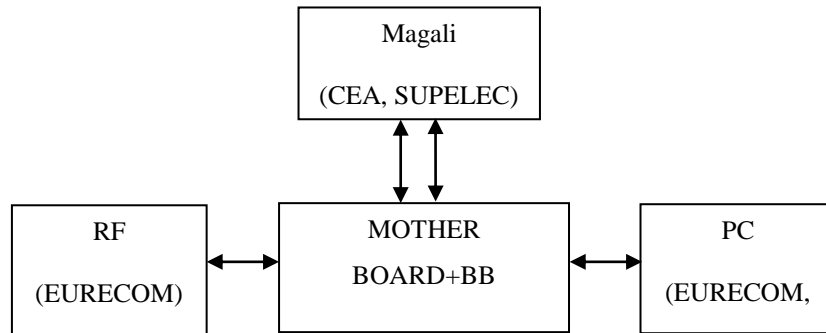 Magali
(CEA, SUPELEC)
RF
(EURECOM)
MOTHER
BOARD+BB
PC
(EURECOM,